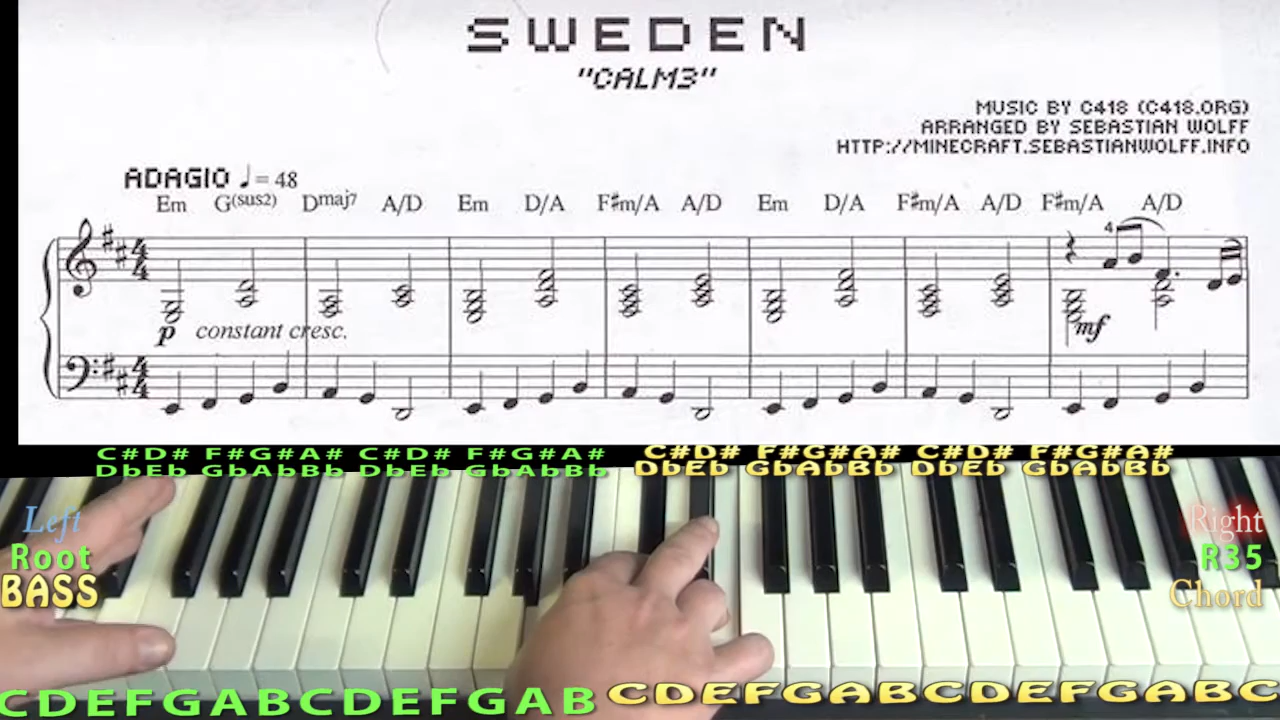 SWEDEN
"CALM3"
MUSIC BY C418 (C418.ORG)
ARRANGED BY SEBASTIAN WOLFF
HTTP://MINECRAFT.SEBASTIANWOLFF.INFO
ADAGIO ♩= 48
Em G(sus2) Dmaj7 A/D Em D/A F#m/A A/D Em D/A F#m/A A/D F#m/A A/D
4
p constant cresc.
mf
C#D# F#G#A# C#D# F#G#A# C#D# F#G#A# C#D# F#G#A#
DbEb GbAbBb DbEb GbAbBb DbEb GbAbBb DbEb GbAbBb
Left
Root
BASS
Right
R35
Chord
CDEFGABCDEFGAB CDEFGABCDEFGABC